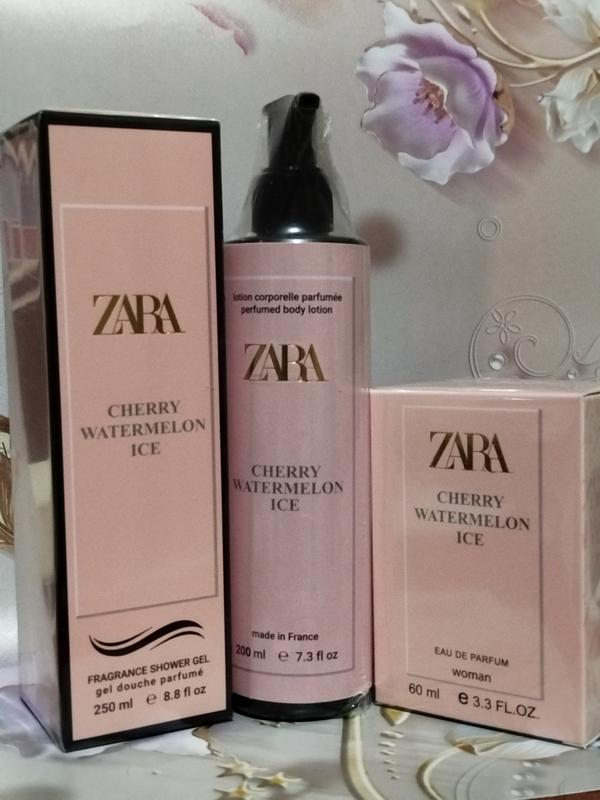 ZARA
CHERRY
WATERMELON
ICE
FRAGRANCE SHOWER GEL
gel douche parfumé
250 ml e 8.8 fl oz
lotion corporelle parfumée
perfumed body lotion
ZARA
CHERRY
WATERMELON
ICE
made in France
200 ml e 7.3 fl oz
ZARA
CHERRY
WATERMELON
ICE
EAU DE PARFUM
woman
60 ml e 3.3 FL.OZ.